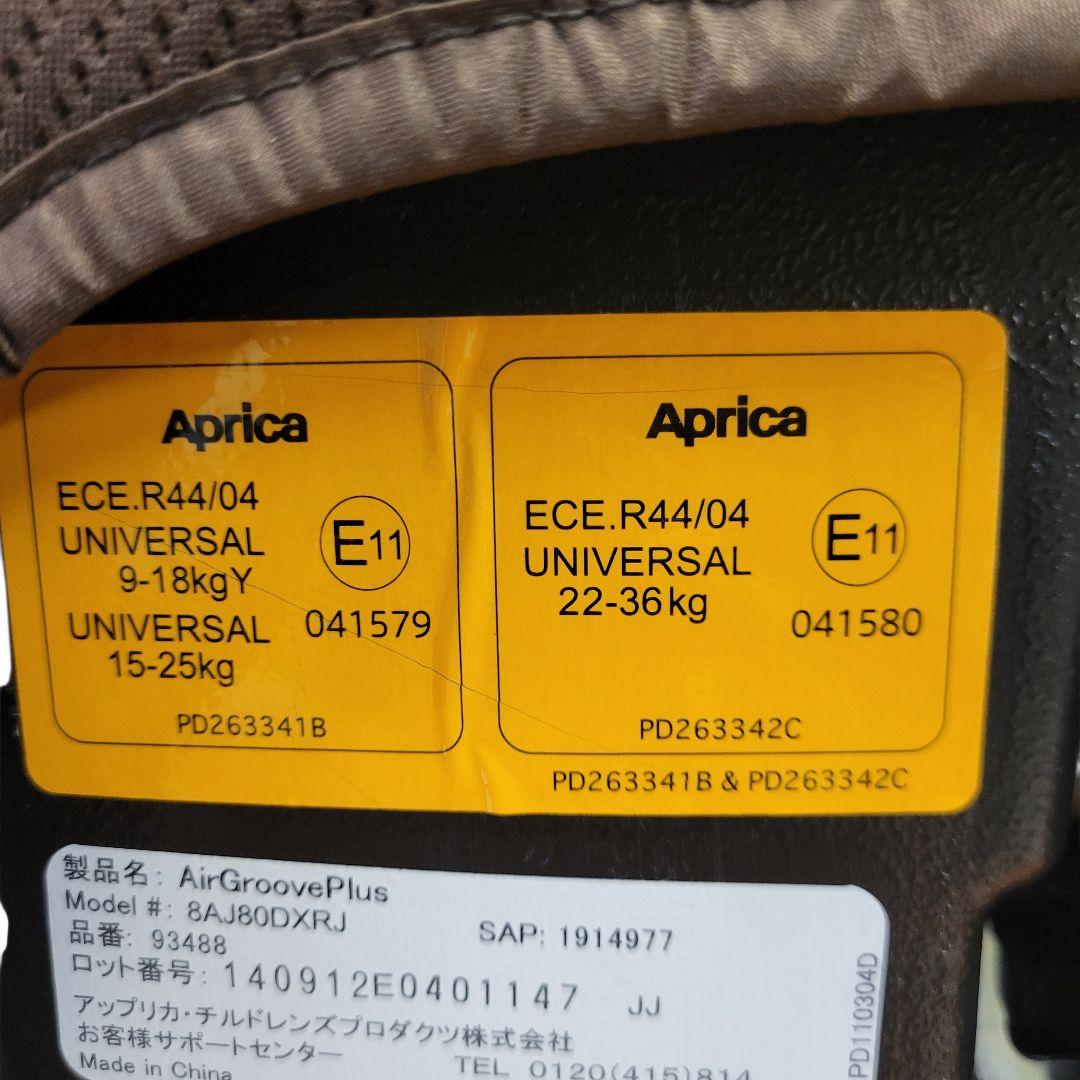 Aprica
ECE.R44/04
UNIVERSAL
9-18kgY
UNIVERSAL
15-25kg
E11
041579
PD263341B
Aprica
ECE.R44/04
UNIVERSAL
22-36kg
E11
041580
PD263342C
PD263341B & PD263342C
製品名: AirGroovePlus
Model #: 8AJ80DXRJ
品番: 93488
SAP: 1914977
ロット番号: 140912E0401147 JJ
アップリカ・チルドレンズプロダクツ株式会社
お客様サポートセンター
Made in China
TEL 0120(415)814
PD110304D